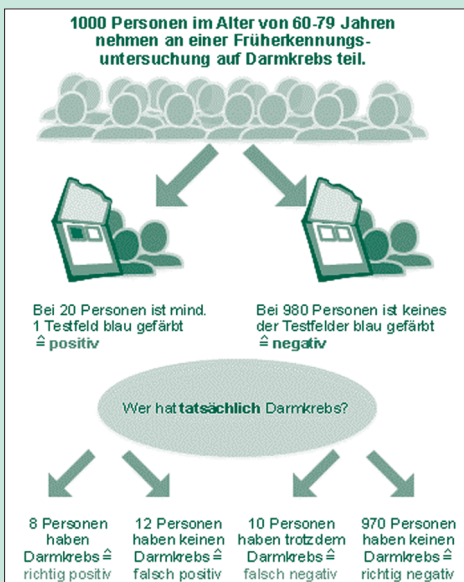 1000 Personen im Alter von 60-79 Jahren
nehmen an einer Früherkennungs-
untersuchung auf Darmkrebs teil.
Bei 20 Personen ist mind.
1 Testfeld blau gefärbt
≙ positiv
Bei 980 Personen ist keines
der Testfelder blau gefärbt
≙ negativ
Wer hat tatsächlich Darmkrebs?
8 Personen
haben
Darmkrebs ≙
richtig positiv
12 Personen
haben keinen
Darmkrebs ≙
falsch positiv
10 Personen
haben trotzdem
Darmkrebs ≙
falsch negativ
970 Personen
haben keinen
Darmkrebs ≙
richtig negativ